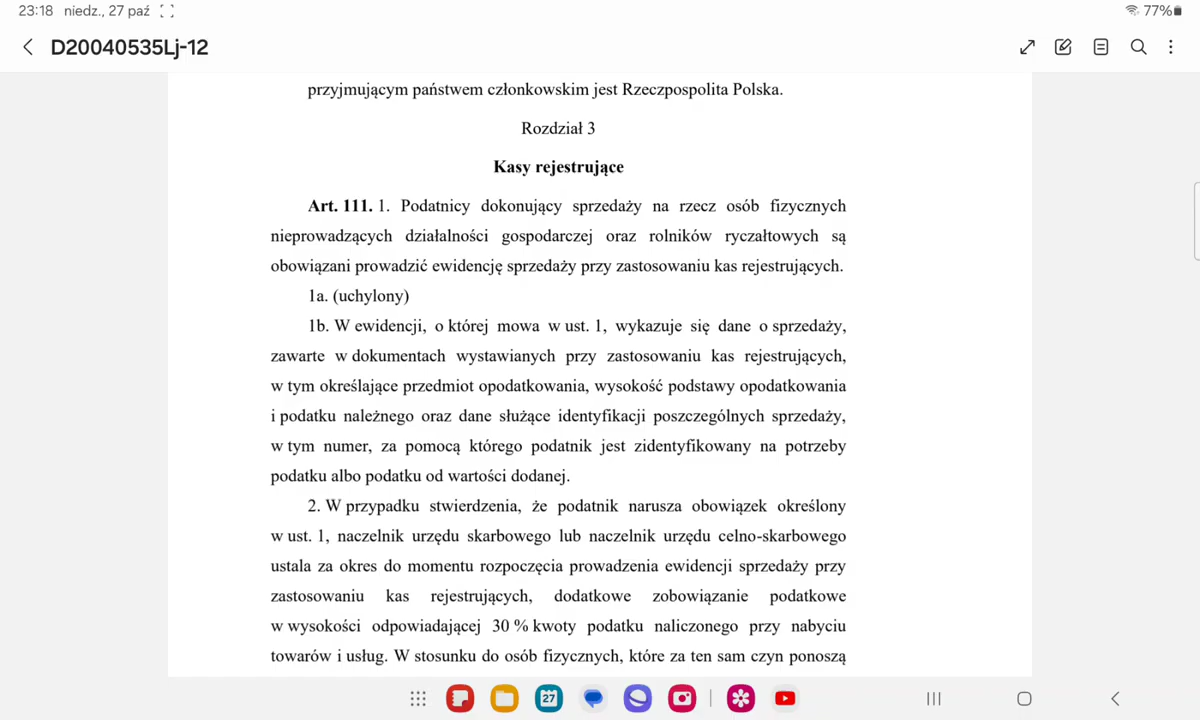 23:18 niedz., 27 paź 77%
D20040535Lj-12
przyjmującym państwem członkowskim jest Rzeczpospolita Polska.
Rozdział 3
Kasy rejestrujące
Art. 111. 1. Podatnicy dokonujący sprzedaży na rzecz osób fizycznych
nieprowadzących działalności gospodarczej oraz rolników ryczałtowych są
obowiązani prowadzić ewidencję sprzedaży przy zastosowaniu kas rejestrujących.
1a. (uchylony)
1b. W ewidencji, o której mowa w ust. 1, wykazuje się dane o sprzedaży,
zawarte w dokumentach wystawianych przy zastosowaniu kas rejestrujących,
w tym określające przedmiot opodatkowania, wysokość podstawy opodatkowania
i podatku należnego oraz dane służące identyfikacji poszczególnych sprzedaży,
w tym numer, za pomocą którego podatnik jest zidentyfikowany na potrzeby
podatku albo podatku od wartości dodanej.
2. W przypadku stwierdzenia, że podatnik narusza obowiązek określony
w ust. 1, naczelnik urzędu skarbowego lub naczelnik urzędu celno-skarbowego
ustala za okres do momentu rozpoczęcia prowadzenia ewidencji sprzedaży przy
zastosowaniu kas rejestrujących, dodatkowe zobowiązanie podatkowe
w wysokości odpowiadającej 30 % kwoty podatku naliczonego przy nabyciu
towarów i usług. W stosunku do osób fizycznych, które za ten sam czyn ponoszą
27